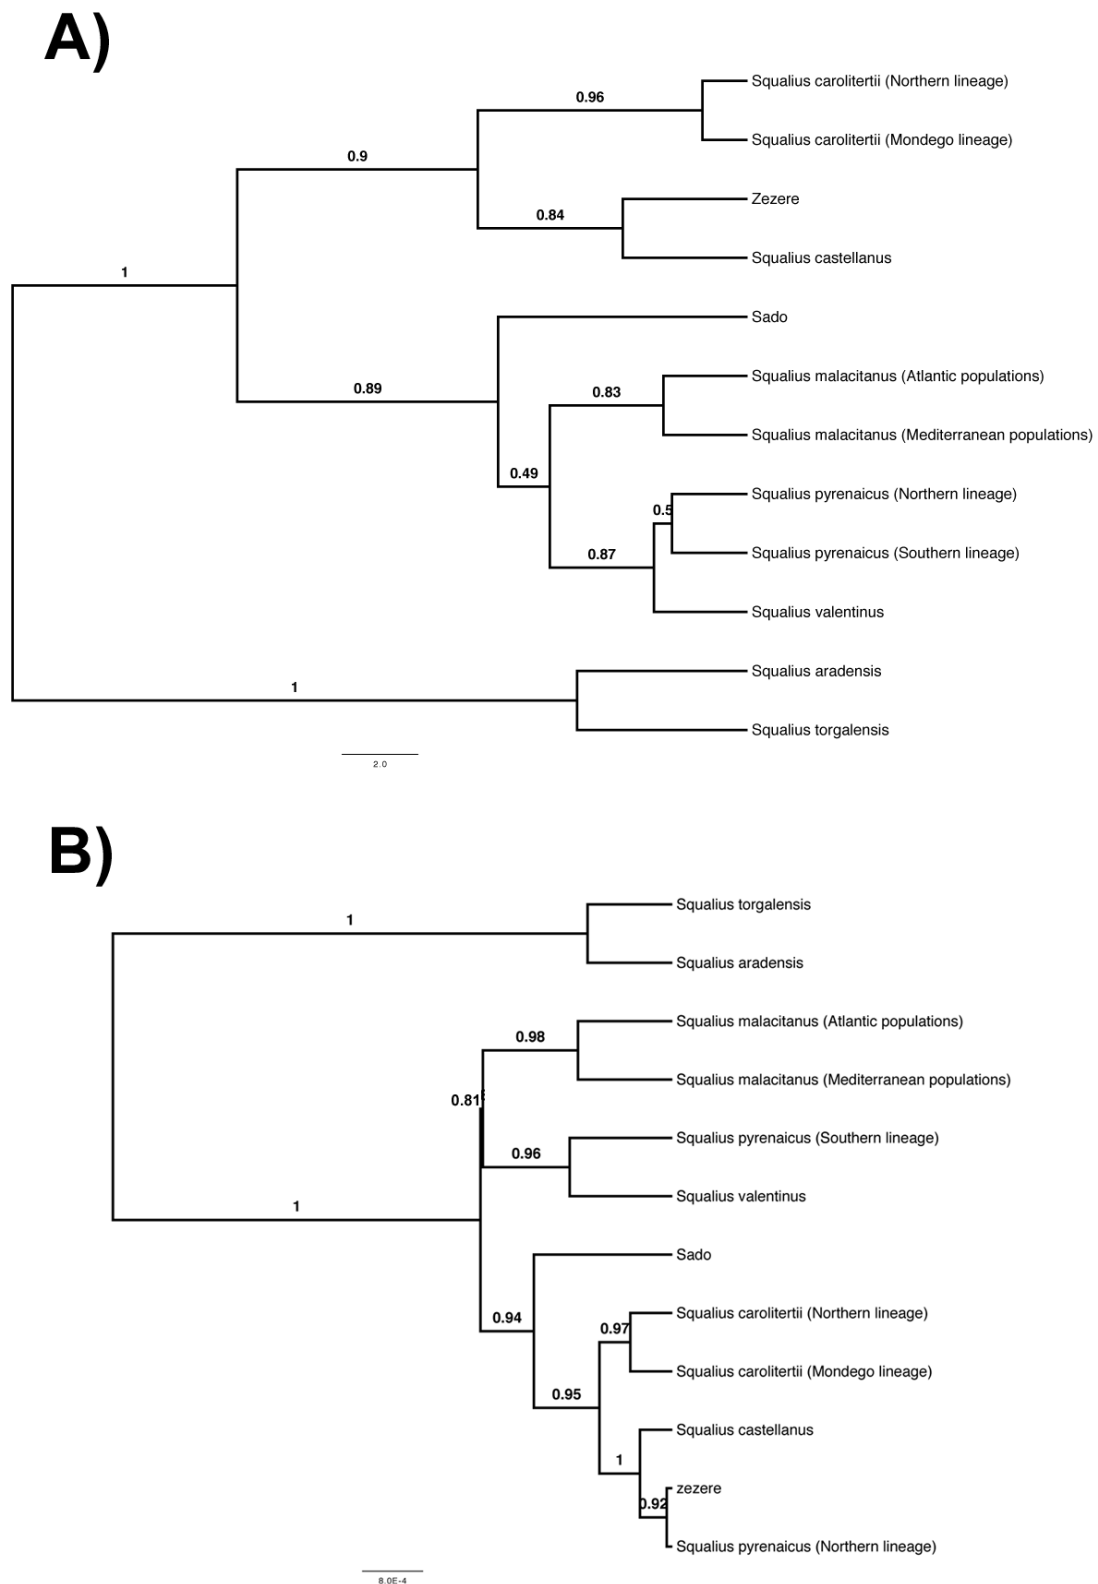 A)
Squalius carolitertii (Northern lineage)
0.96
Squalius carolitertii (Mondego lineage)
0.9
Zezere
0.84
Squalius castellanus
1
Sado
Squalius malacitanus (Atlantic populations)
0.89
0.83
Squalius malacitanus (Mediterranean populations)
0.49
Squalius pyrenaicus (Northern lineage)
0.5
Squalius pyrenaicus (Southern lineage)
0.87
Squalius valentinus
Squalius aradensis
1
Squalius torgalensis
2.0
B)
Squalius torgalensis
1
Squalius aradensis
Squalius malacitanus (Atlantic populations)
0.98
Squalius malacitanus (Mediterranean populations)
0.81
Squalius pyrenaicus (Southern lineage)
0.96
Squalius valentinus
1
Sado
Squalius carolitertii (Northern lineage)
0.94
0.97
Squalius carolitertii (Mondego lineage)
0.95
Squalius castellanus
1
zezere
0.92
Squalius pyrenaicus (Northern lineage)
8.0E-4